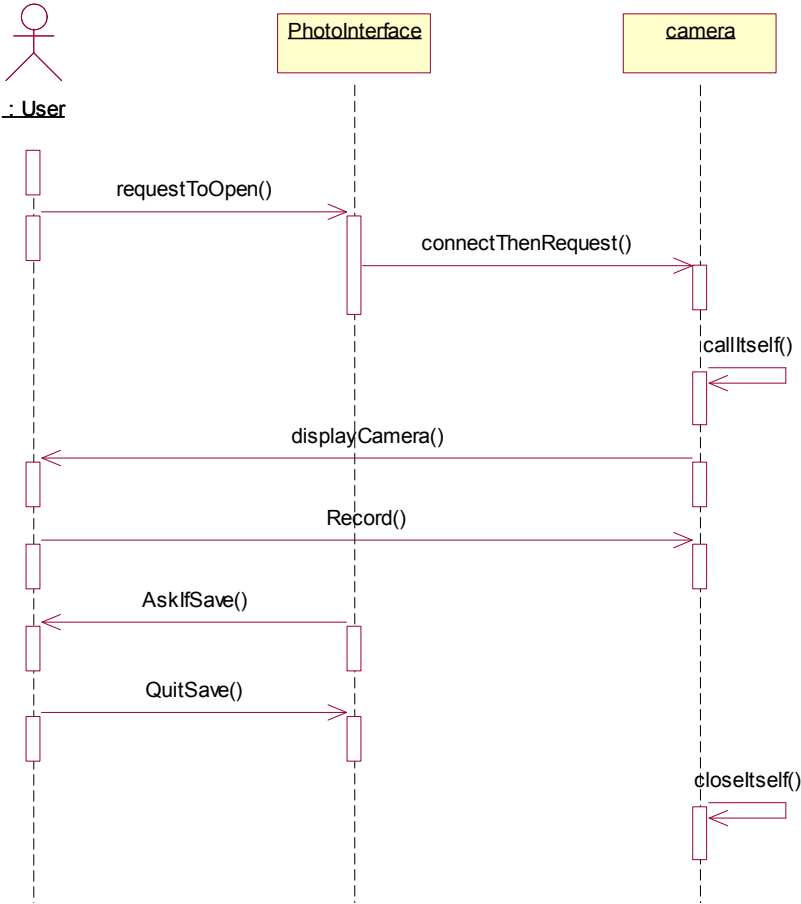 PhotoInterface
camera
: User
requestToOpen()
connectThenRequest()
callItself()
displayCamera()
Record()
AskIfSave()
QuitSave()
closeItself()